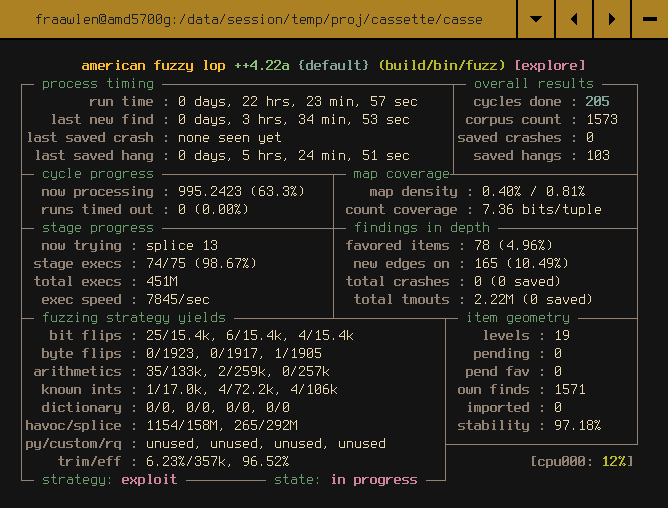 fraawlen@amd5700g:/data/session/temp/proj/cassette/casse
american fuzzy lop ++4.22a {default} (build/bin/fuzz) [explore]
process timing
run time : 0 days, 22 hrs, 23 min, 57 sec
last new find : 0 days, 3 hrs, 34 min, 53 sec
last saved crash : none seen yet
last saved hang : 0 days, 5 hrs, 24 min, 51 sec
overall results
cycles done : 205
corpus count : 1573
saved crashes : 0
saved hangs : 103
cycle progress
now processing : 995.2423 (63.3%)
runs timed out : 0 (0.00%)
map coverage
map density : 0.40% / 0.81%
count coverage : 7.36 bits/tuple
stage progress
now trying : splice 13
stage execs : 74/75 (98.67%)
total execs : 451M
exec speed : 7845/sec
findings in depth
favored items : 78 (4.96%)
new edges on : 165 (10.49%)
total crashes : 0 (0 saved)
total tmouts : 2.22M (0 saved)
fuzzing strategy yields
bit flips : 25/15.4k, 6/15.4k, 4/15.4k
byte flips : 0/1923, 0/1917, 1/1905
arithmetics : 35/133k, 2/259k, 0/257k
known ints : 1/17.0k, 4/72.2k, 4/106k
dictionary : 0/0, 0/0, 0/0, 0/0
havoc/splice : 1154/158M, 265/292M
py/custom/rq : unused, unused, unused, unused
trim/eff : 6.23%/357k, 96.52%
item geometry
levels : 19
pending : 0
pend fav : 0
own finds : 1571
imported : 0
stability : 97.18%
[cpu000: 12%]
strategy: exploit
state: in progress